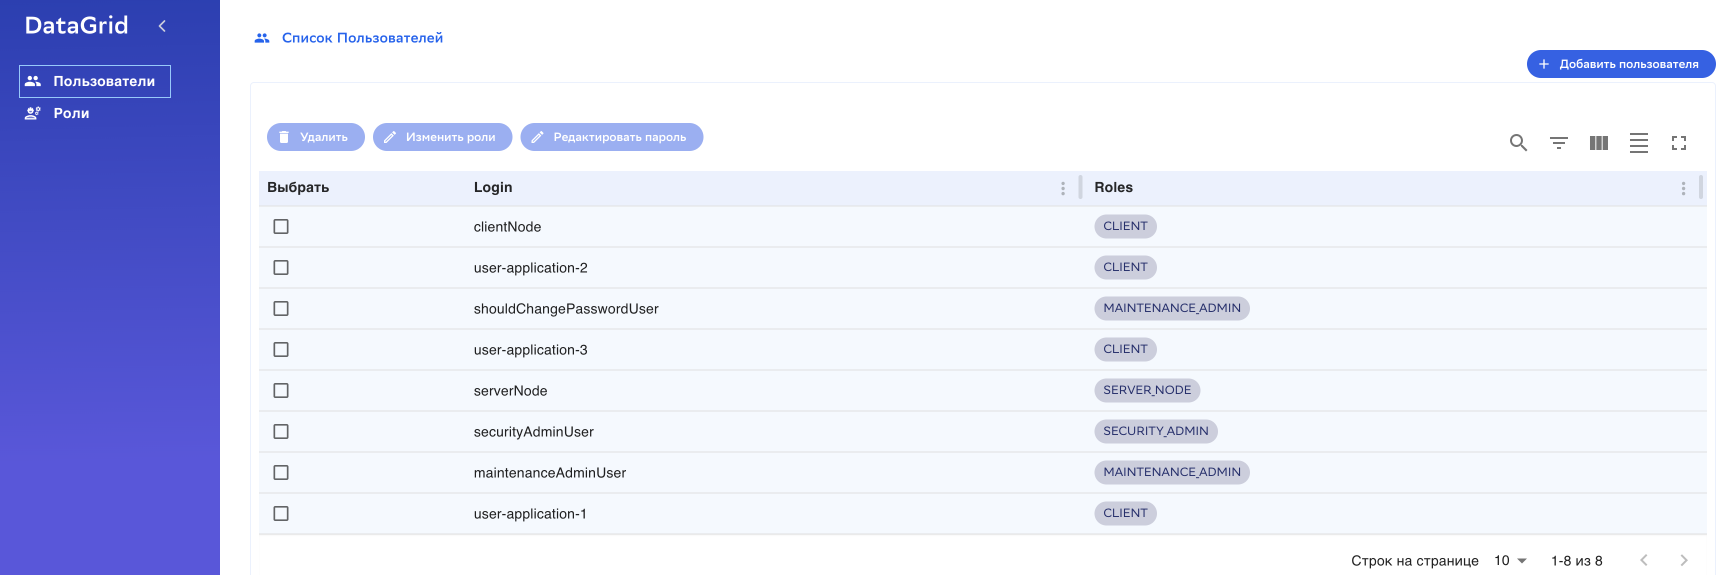 DataGrid
Пользователи
Роли
Список Пользователей
Добавить пользователя
Удалить Изменить роли Редактировать пароль
Выбрать Login Roles
clientNode CLIENT
user-application-2 CLIENT
shouldChangePasswordUser MAINTENANCE_ADMIN
user-application-3 CLIENT
serverNode SERVER_NODE
securityAdminUser SECURITY_ADMIN
maintenanceAdminUser MAINTENANCE_ADMIN
user-application-1 CLIENT
Строк на странице 10 1-8 из 8